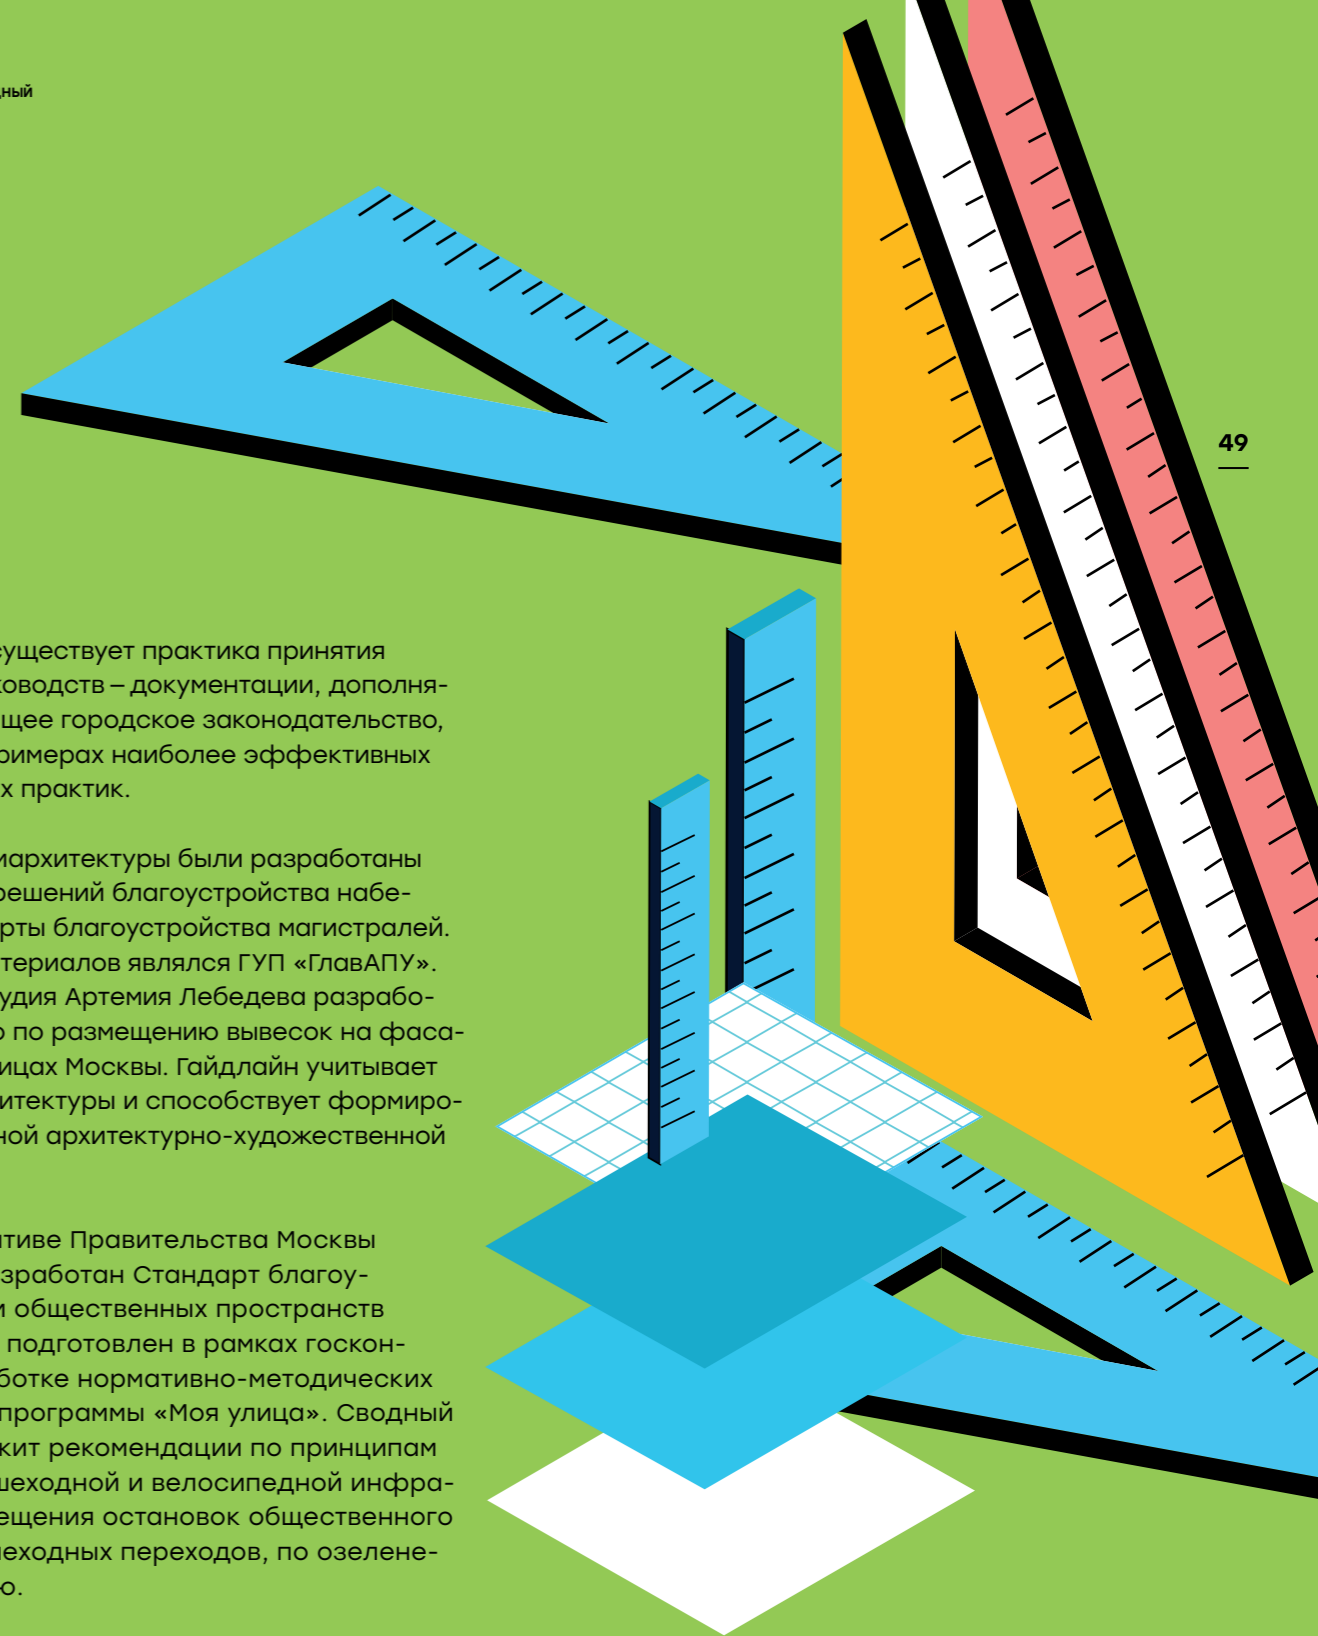 дный
49
существует практика принятия
ководств – документации, дополня-
щее городское законодательство,
римерах наиболее эффективных
х практик.
иархитектуры были разработаны
решений благоустройства набе-
рты благоустройства магистралей.
териалов являлся ГУП «ГлавАПУ».
удия Артемия Лебедева разрабо-
о по размещению вывесок на фаса-
ицах Москвы. Гайдлайн учитывает
итектуры и способствует формиро-
ной архитектурно-художественной
ативе Правительства Москвы
зработан Стандарт благоу-
и общественных пространств
подготовлен в рамках госкон-
ботке нормативно-методических
программы «Моя улица». Сводный
жит рекомендации по принципам
шеходной и велосипедной инфра-
ещения остановок общественного
шеходных переходов, по озелене-
ю.